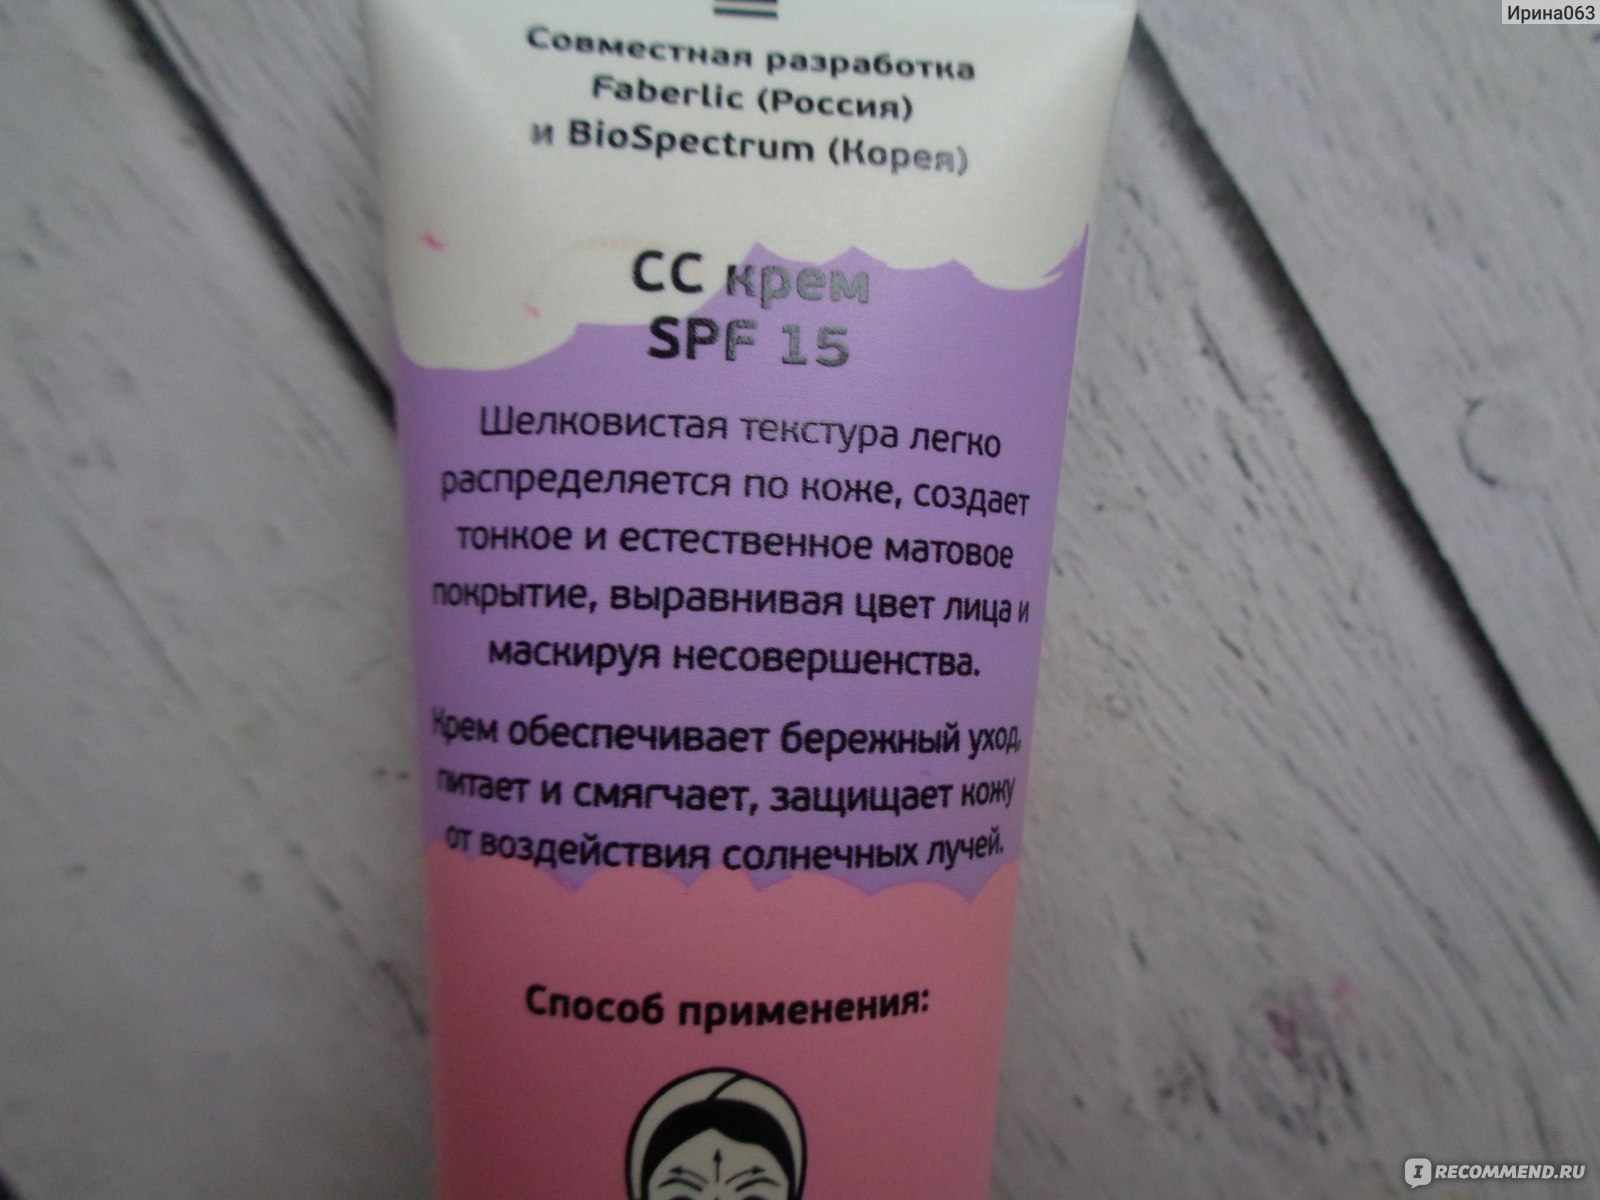 Ирина063
Совместная разработка
Faberlic (Россия)
и BioSpectrum (Корея)
СС крем
SPF 15
Шелковистая текстура легко
распределяется по коже, создает
тонкое и естественное матовое
покрытие, выравнивая цвет лица и
маскируя несовершенства.
Крем обеспечивает бережный уход,
питает и смягчает, защищает кожу
от воздействия солнечных лучей.
Способ применения:
I RECOMMEND.RU